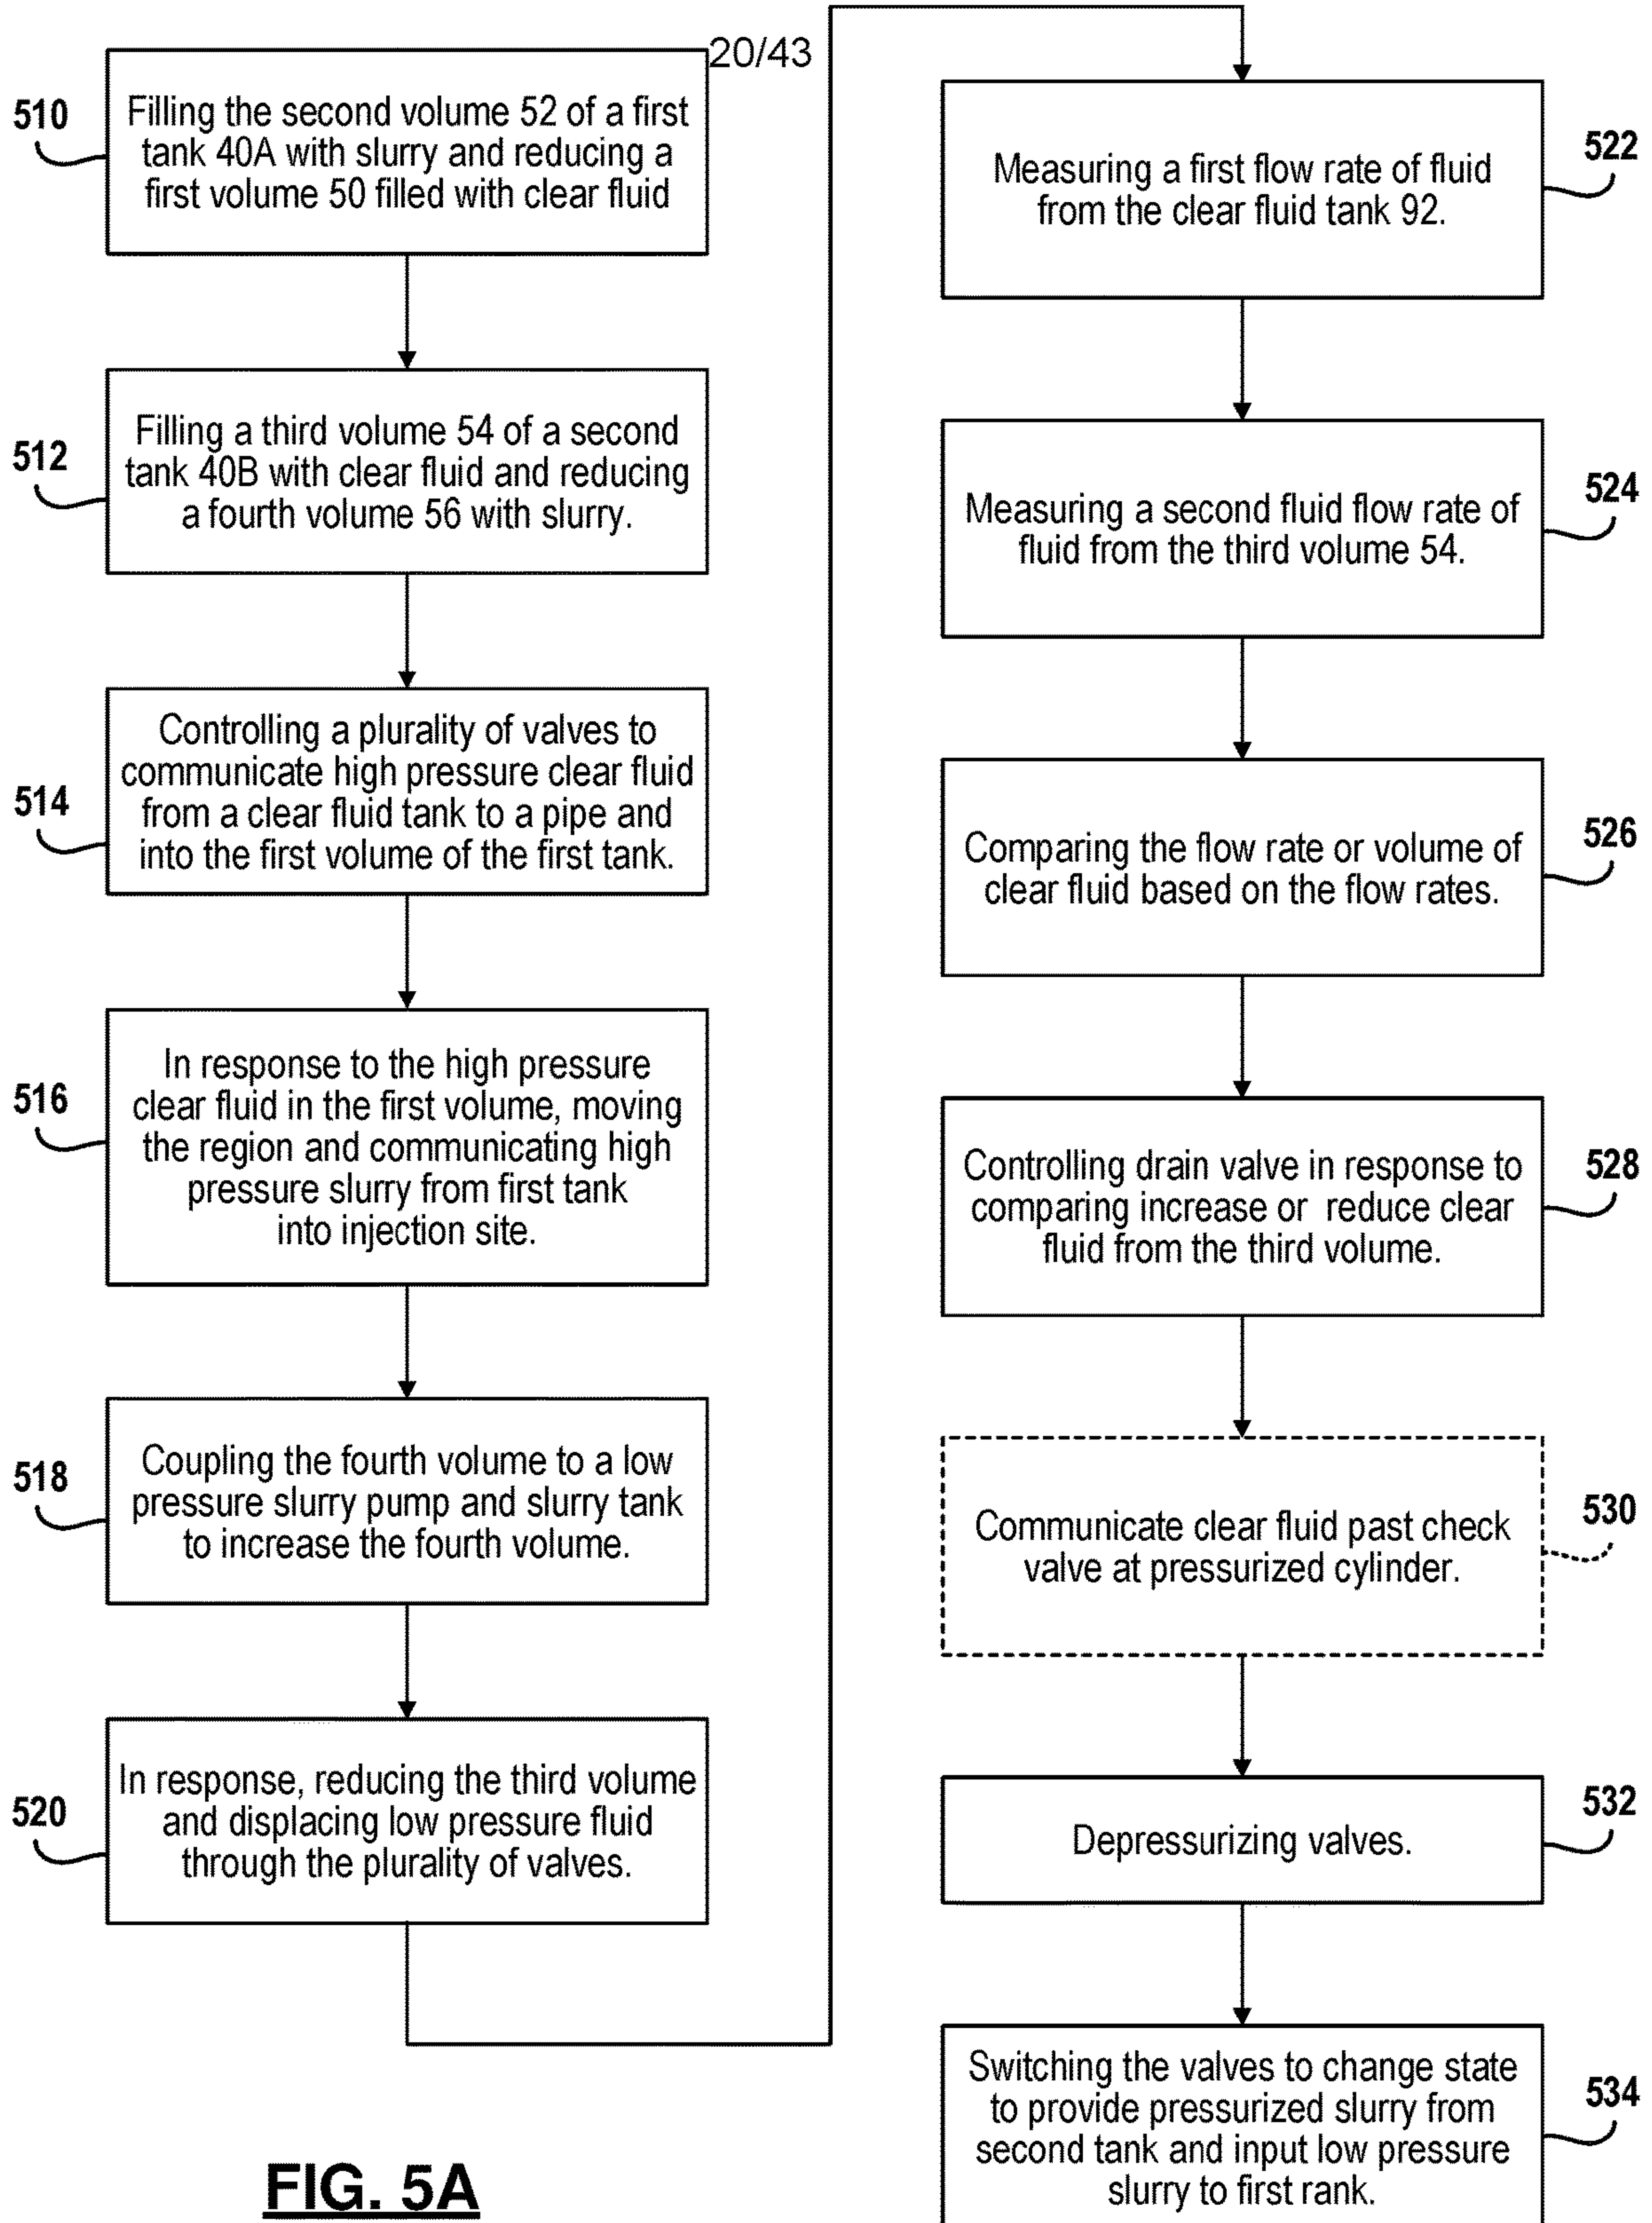 20/43
510
Filling the second volume 52 of a first
tank 40A with slurry and reducing a
first volume 50 filled with clear fluid
512
Filling a third volume 54 of a second
tank 40B with clear fluid and reducing
a fourth volume 56 with slurry.
514
Controlling a plurality of valves to
communicate high pressure clear fluid
from a clear fluid tank to a pipe and
into the first volume of the first tank.
516
In response to the high pressure
clear fluid in the first volume, moving
the region and communicating high
pressure slurry from first tank
into injection site.
518
Coupling the fourth volume to a low
pressure slurry pump and slurry tank
to increase the fourth volume.
520
In response, reducing the third volume
and displacing low pressure fluid
through the plurality of valves.
522
Measuring a first flow rate of fluid
from the clear fluid tank 92.
524
Measuring a second fluid flow rate of
fluid from the third volume 54.
526
Comparing the flow rate or volume of
clear fluid based on the flow rates.
528
Controlling drain valve in response to
comparing increase or reduce clear
fluid from the third volume.
530
Communicate clear fluid past check
valve at pressurized cylinder.
532
Depressurizing valves.
534
Switching the valves to change state
to provide pressurized slurry from
second tank and input low pressure
slurry to first rank.
FIG. 5A